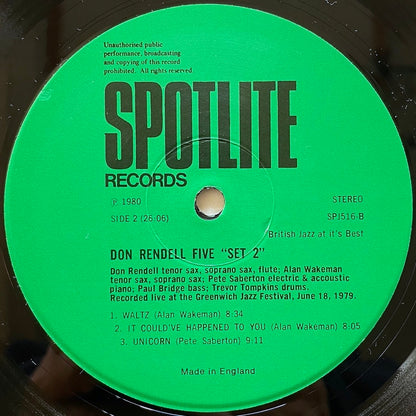 Unauthorised public
performance, broadcasting
and copying of this record
prohibited. All rights reserved.
SPOTLITE
RECORDS
℗ 1980 STEREO
SIDE 2 (26:06) SPJ516-B
British Jazz at it's Best
DON RENDELL FIVE "SET 2"
Don Rendell tenor sax, soprano sax, flute; Alan Wakeman
tenor sax, soprano sax; Pete Saberton electric & accoustic
piano; Paul Bridge bass; Trevor Tompkins drums.
Recorded live at the Greenwich Jazz Festival, June 18, 1979.
1. WALTZ (Alan Wakeman) 8:34
2. IT COULD'VE HAPPENED TO YOU (Alan Wakeman) 8:05
3. UNICORN (Pete Saberton) 9:11
Made in England